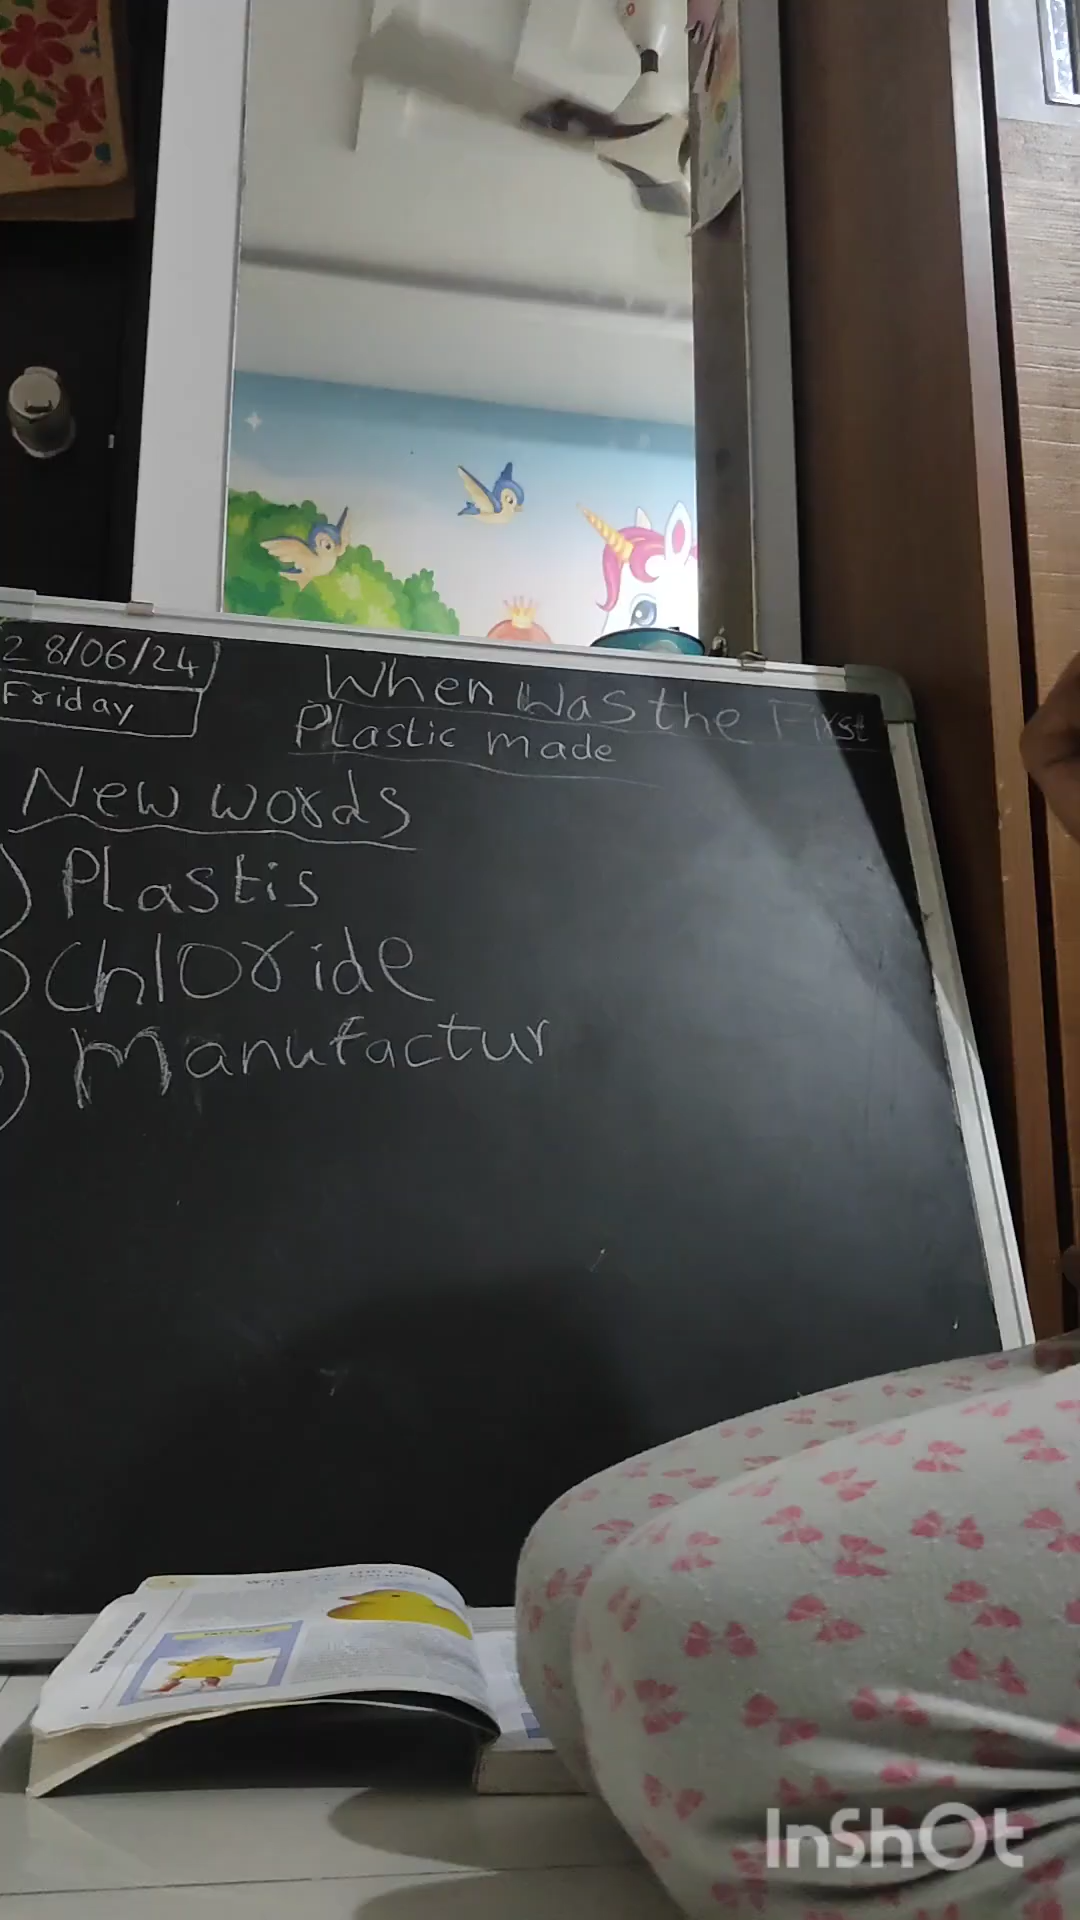 28/06/24
Friday
When Was the First
Plastic made
New words
) Plastis
) Chloride
) Manufactur
InShOt